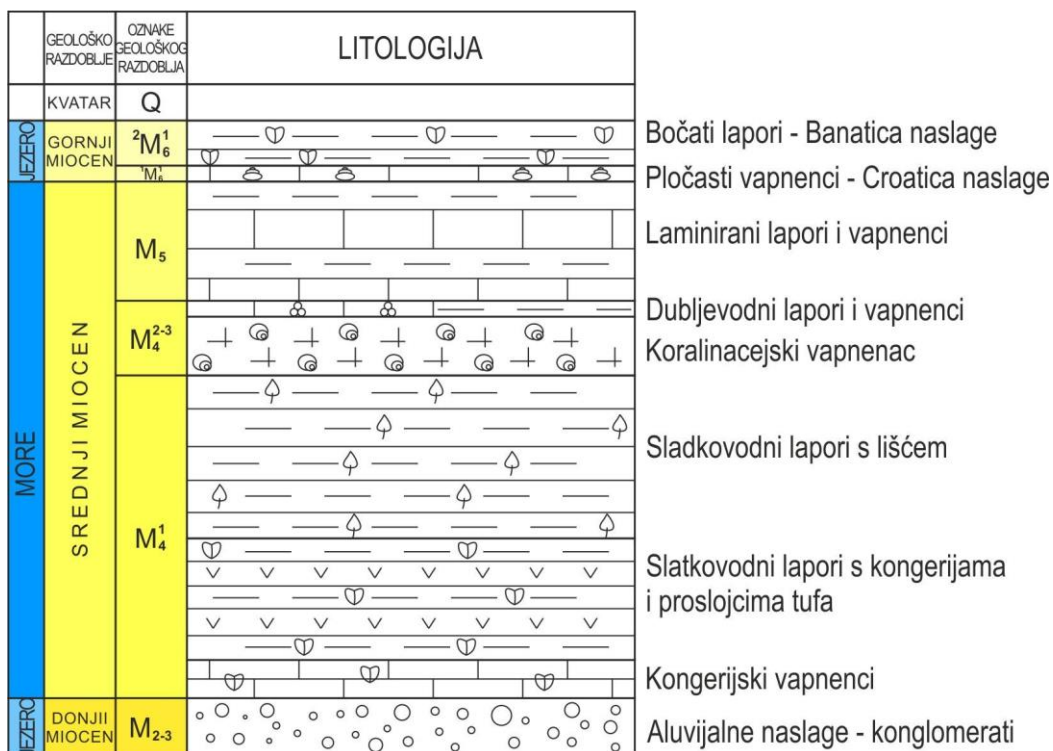 GEOLOŠKO
RAZDOBLJE
OZNAKE
GEOLOŠKOG
RAZDOBLJA
LITOLOGIJA
KVATAR
Q
JEZERO
GORNJI
MIOCEN
²M₆¹
Bočati lapori - Banatica naslage
¹M₆¹
Pločasti vapnenci - Croatica naslage
MORE
SREDNJI MIOCEN
M₅
Laminirani lapori i vapnenci
M₄²⁻³
Dubljevodni lapori i vapnenci
Koralinacejski vapnenac
M₄¹
Sladkovodni lapori s lišćem
Slatkovodni lapori s kongerijama
i proslojcima tufa
Kongerijski vapnenci
JEZERO
DONJII
MIOCEN
M₂₋₃
Aluvijalne naslage - konglomerati